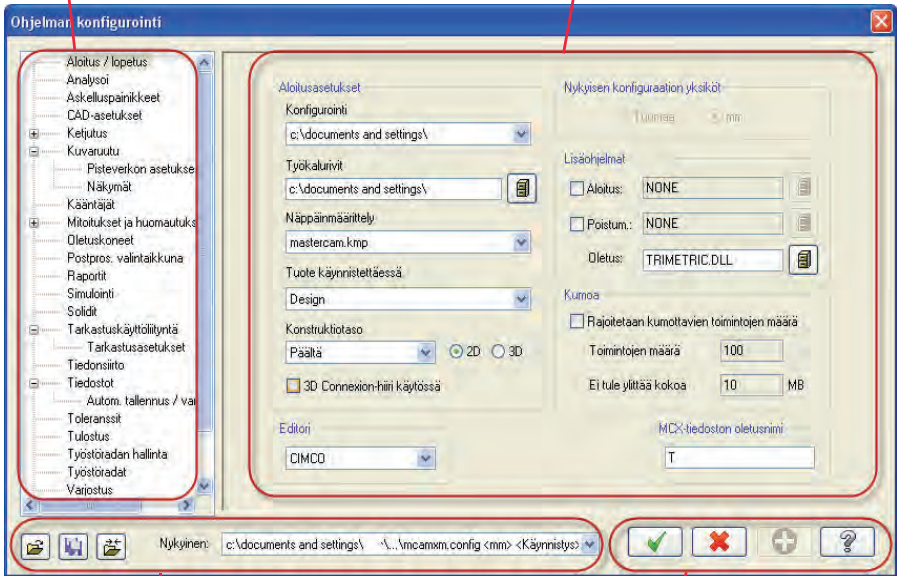 Ohjelman konfigurointi
Aloitus / lopetus
Analysoi
Askelluspainikkeet
CAD-asetukset
Ketjutus
Kuvaruutu
Pisteverkon asetukse
Näkymät
Kääntäjät
Mitoitukset ja huomautuks
Oletuskoneet
Postpros. valintaikkuna
Raportit
Simulointi
Solidit
Tarkastuskäyttöliityntä
Tarkastusasetukset
Tiedonsiirto
Tiedostot
Autom. tallennus / var
Toleranssit
Tulostus
Työstöradan hallinta
Työstöradat
Varjostus
Aloitusasetukset
Konfigurointi
c:\documents and settings\
Työkalurivit
c:\documents and settings\
Näppäinmäärittely
mastercam.kmp
Tuote käynnistettäessä
Design
Konstruktiotaso
Päältä
2D
3D
3D Connexion-hiiri käytössä
Editori
CIMCO
Nykyisen konfiguraation yksiköt
Tuumaa
mm
Lisäohjelmat
Aloitus:
NONE
Poistum.:
NONE
Oletus:
TRIMETRIC.DLL
Kumoa
Rajoitetaan kumottavien toimintojen määrä
Toimintojen määrä
100
Ei tule ylittää kokoa
10
MB
MCX-tiedoston oletusnimi
T
Nykyinen:
c:\documents and settings\ ·\...\mcamxm.config <mm> <Käynnistys>